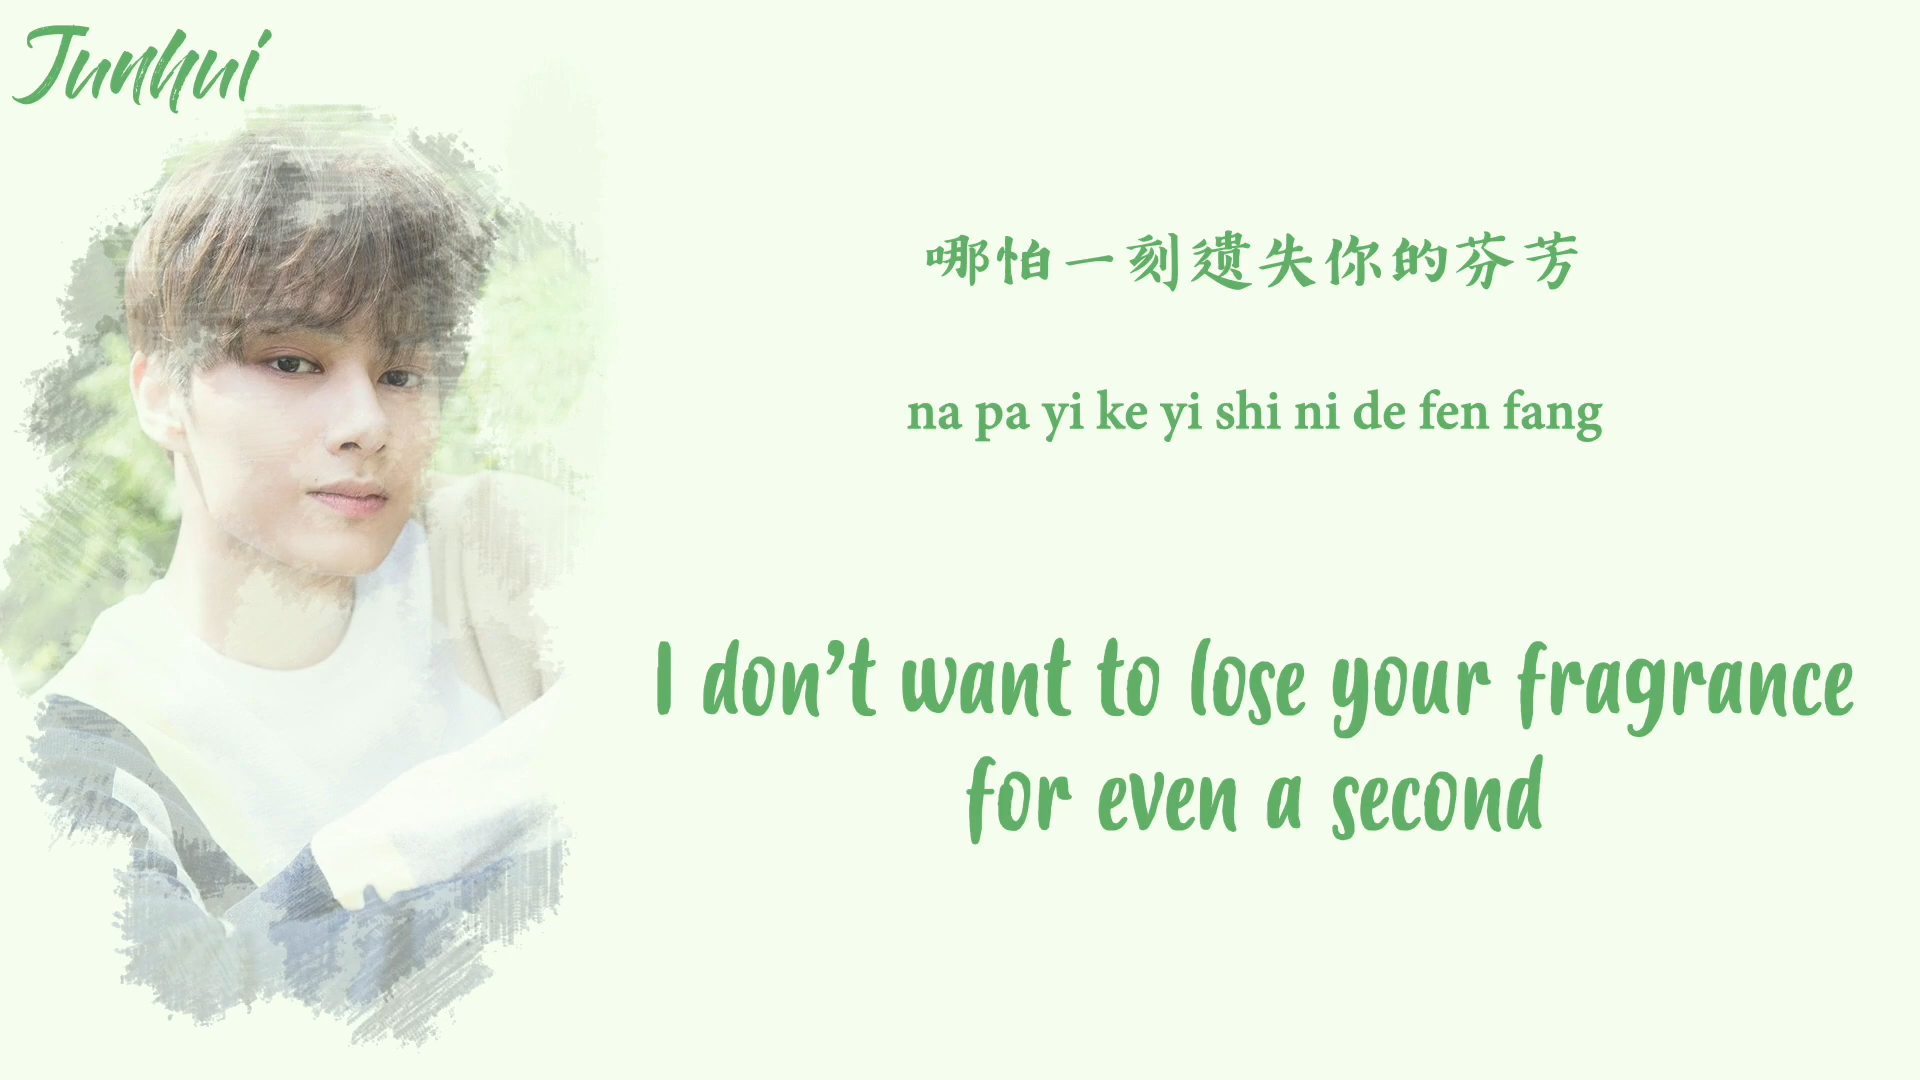 Junhui
哪怕一刻遗失你的芬芳
na pa yi ke yi shi ni de fen fang
I don't want to lose your fragrance
for even a second